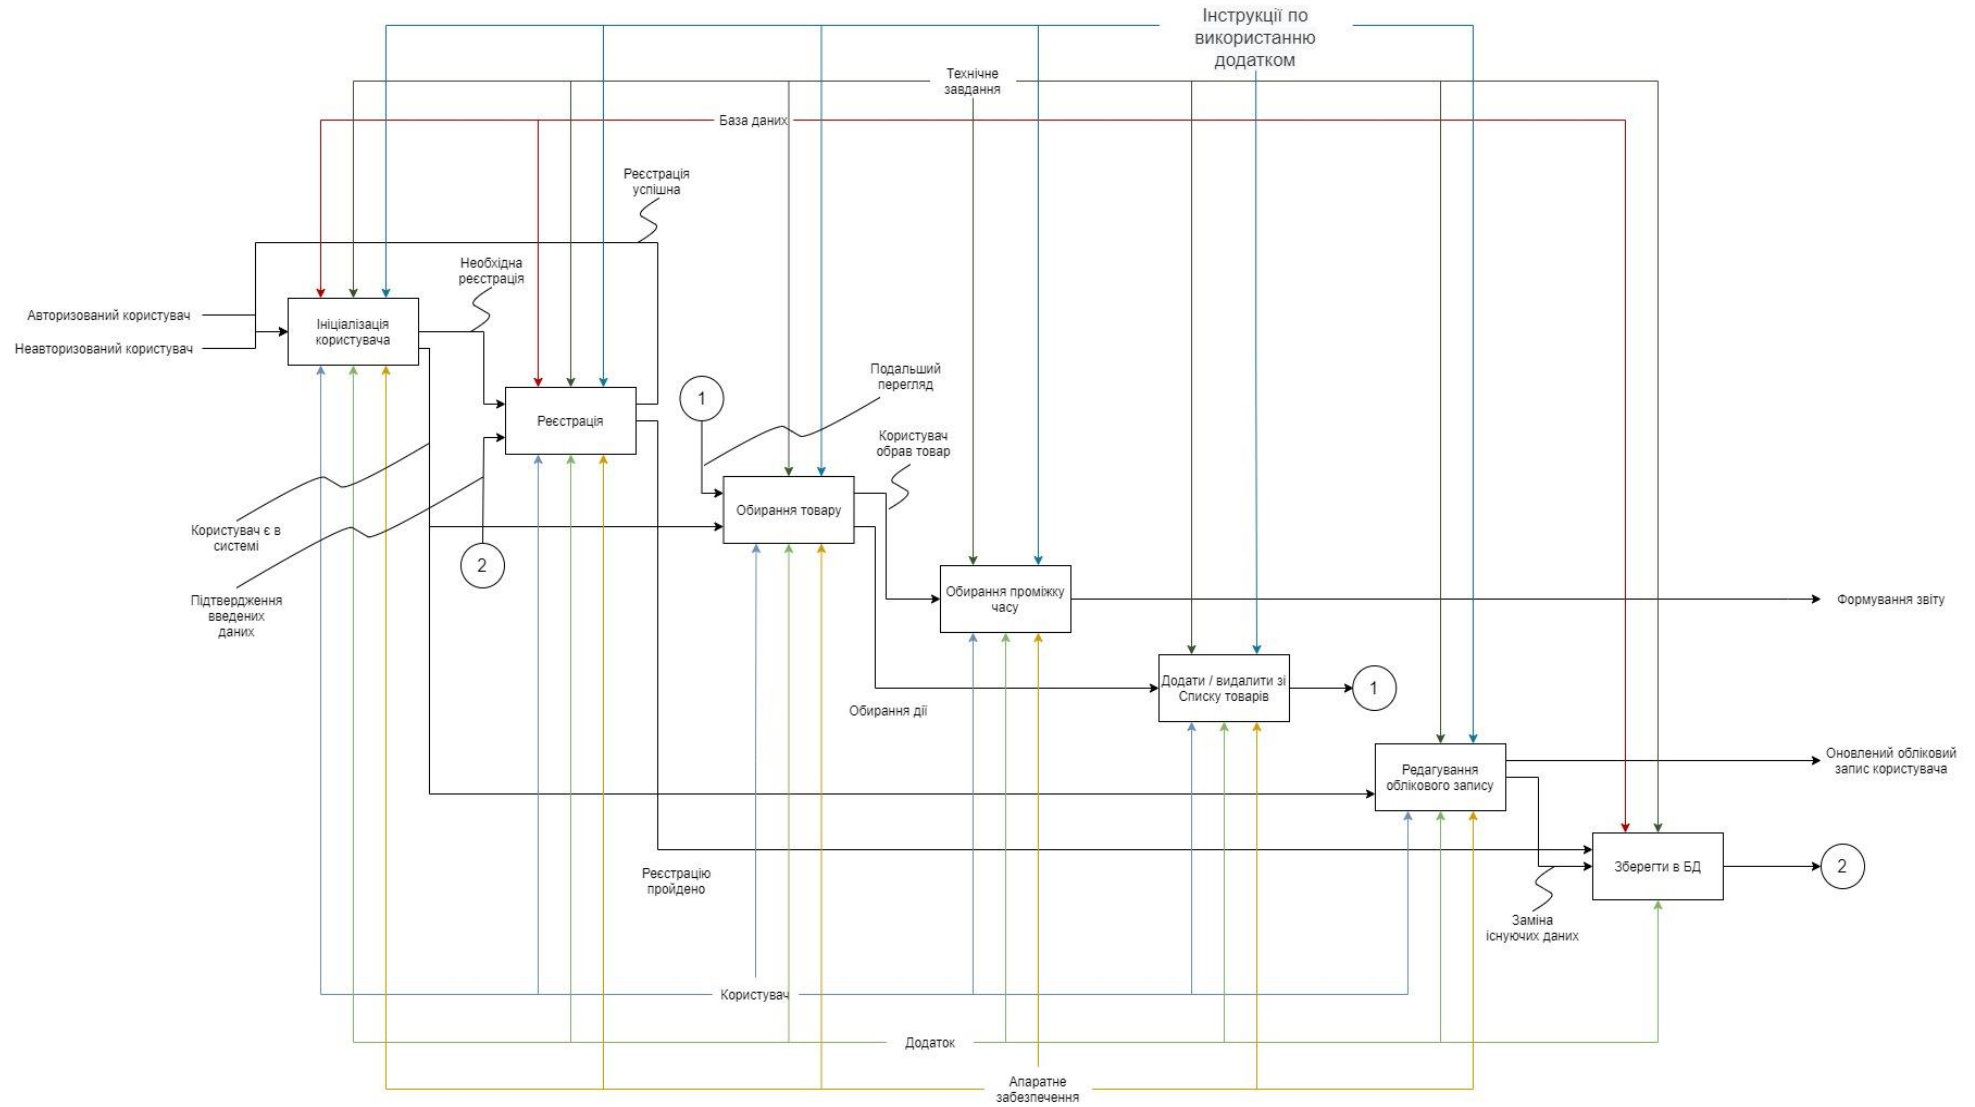 Інструкції по
використанню
додатком
Технічне
завдання
База даних
Реєстрація
успішна
Необхідна
реєстрація
Авторизований користувач
Неавторизований користувач
Ініціалізація
користувача
Подальший
перегляд
1
Реєстрація
Користувач
обрав товар
Обирання товару
Користувач є в
системі
2
Підтвердження
введених
даних
Обирання проміжку
часу
Формування звіту
Додати / видалити зі
Списку товарів
1
Обирання дії
Оновлений обліковий
запис користувача
Редагування
облікового запису
Реєстрацію
пройдено
Зберегти в БД
2
Заміна
існуючих даних
Користувач
Додаток
Апаратне
забезпечення